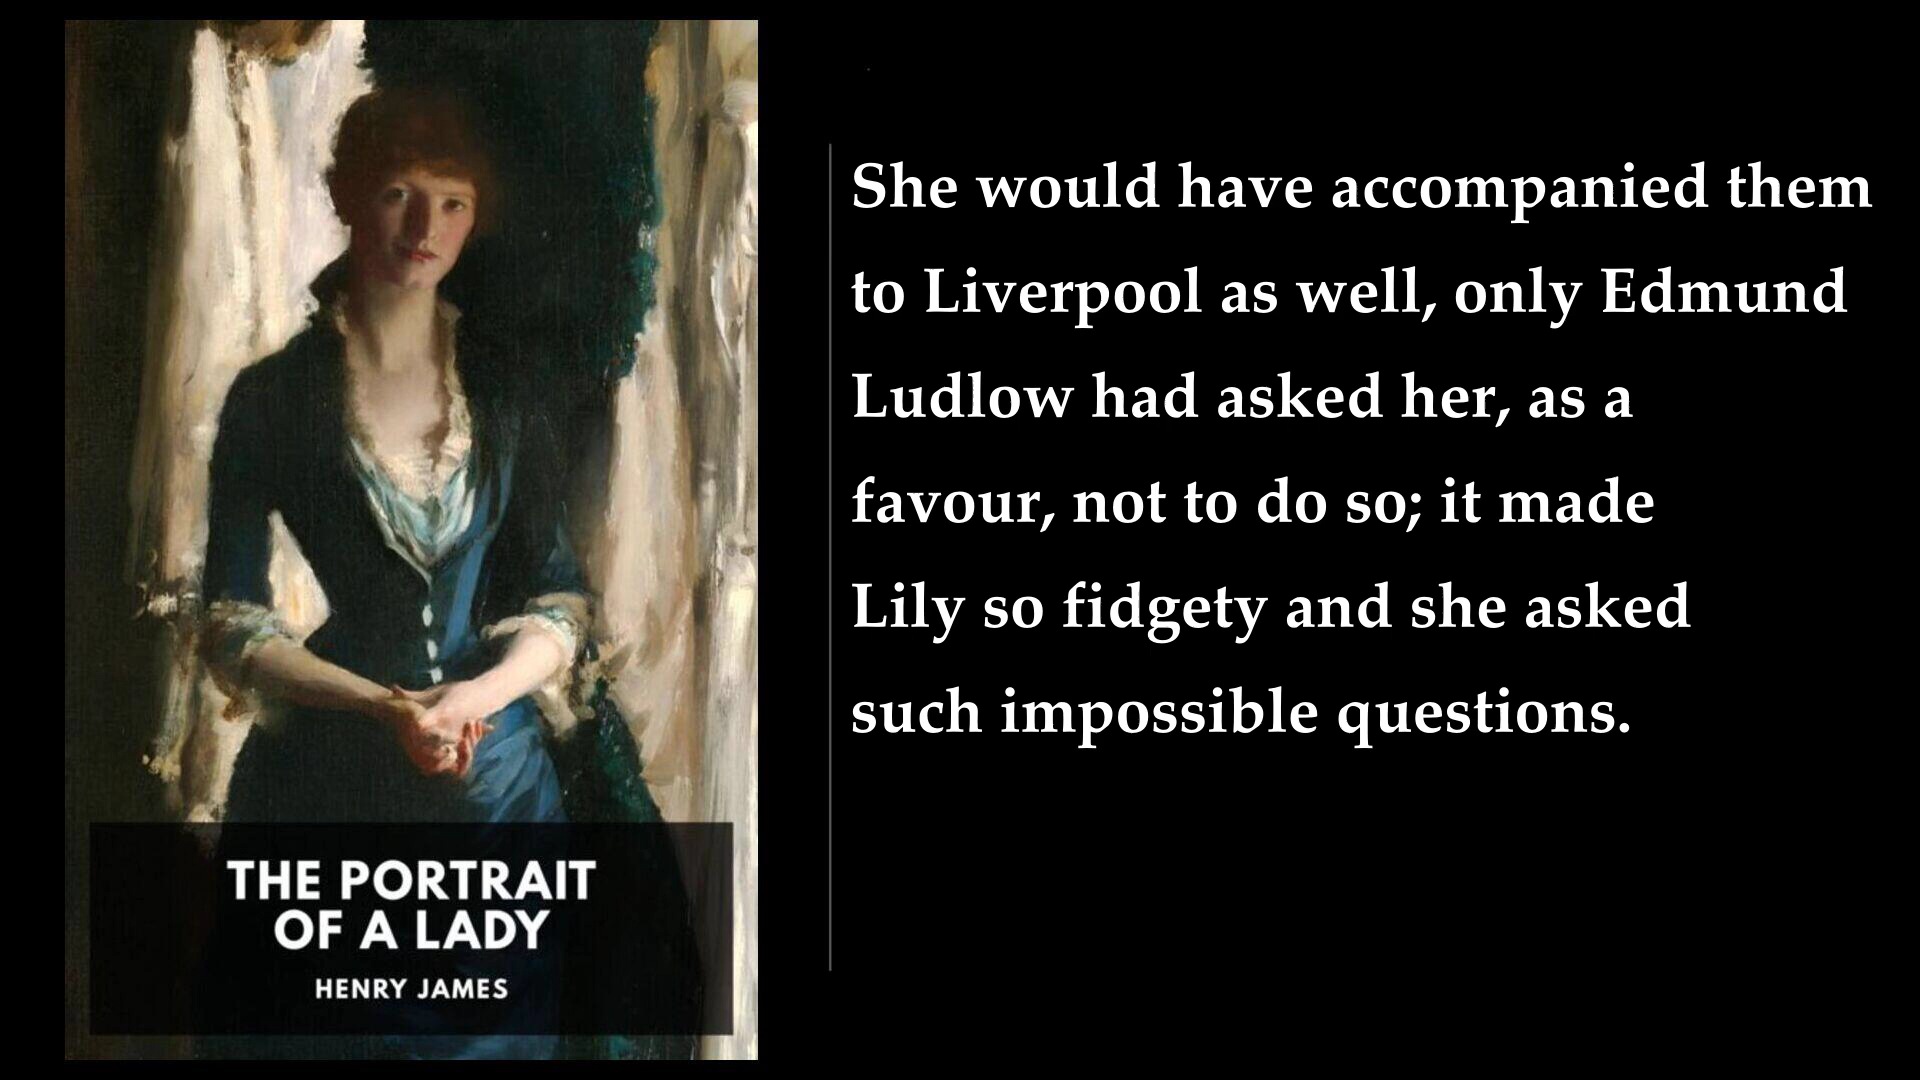 She would have accompanied them
to Liverpool as well, only Edmund
Ludlow had asked her, as a
favour, not to do so; it made
Lily so fidgety and she asked
such impossible questions.
THE PORTRAIT
OF A LADY
HENRY JAMES